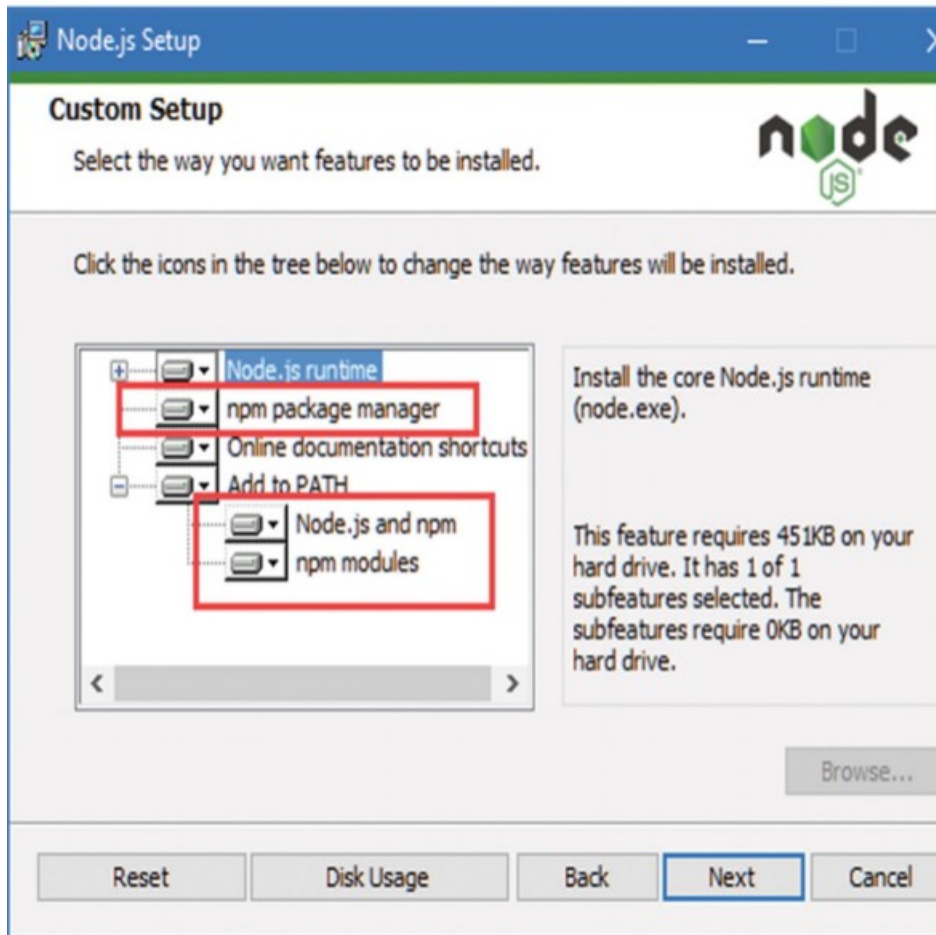 Node.js Setup
Custom Setup
Select the way you want features to be installed.
node
JS
Click the icons in the tree below to change the way features will be installed.
Node.js runtime
npm package manager
Online documentation shortcuts
Add to PATH
Node.js and npm
npm modules
Install the core Node.js runtime
(node.exe).
This feature requires 451KB on your
hard drive. It has 1 of 1
subfeatures selected. The
subfeatures require 0KB on your
hard drive.
Browse...
Reset
Disk Usage
Back
Next
Cancel